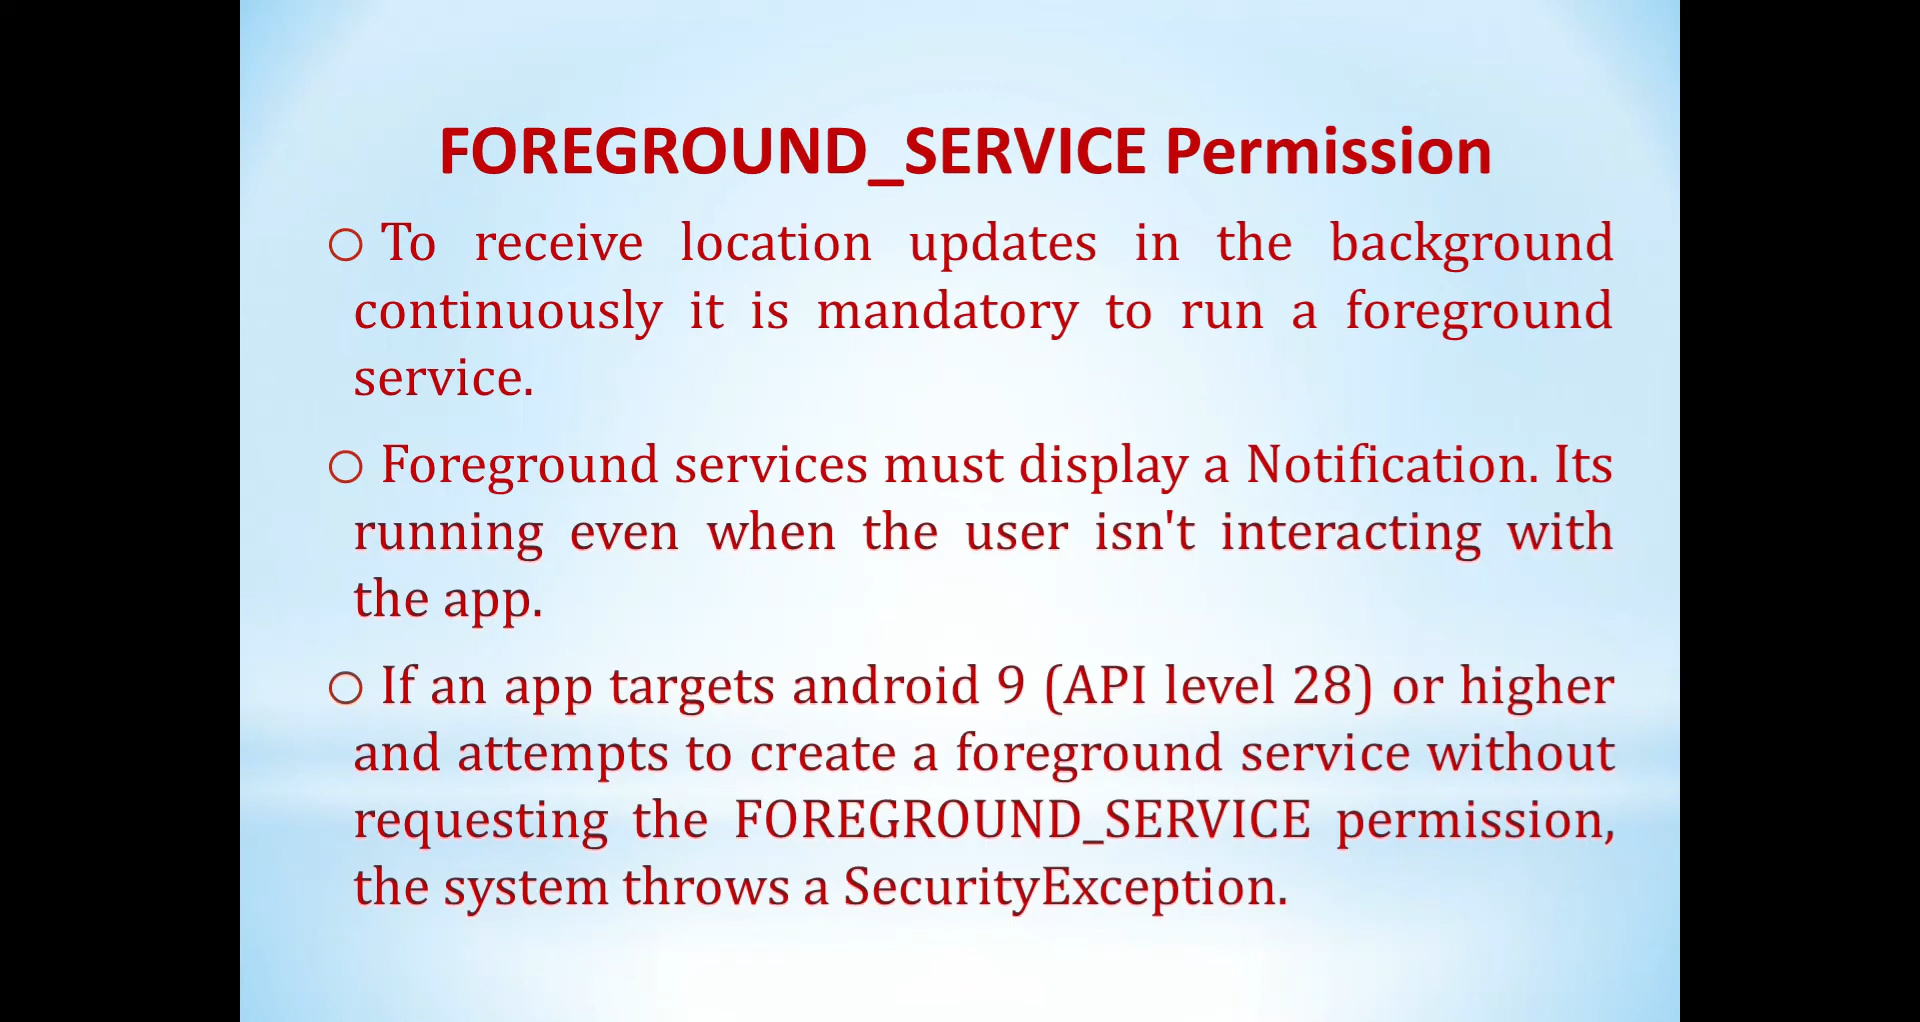 FOREGROUND_SERVICE Permission
To receive location updates in the background
continuously it is mandatory to run a foreground
service.
Foreground services must display a Notification. Its
running even when the user isn't interacting with
the app.
If an app targets android 9 (API level 28) or higher
and attempts to create a foreground service without
requesting the FOREGROUND_SERVICE permission,
the system throws a SecurityException.